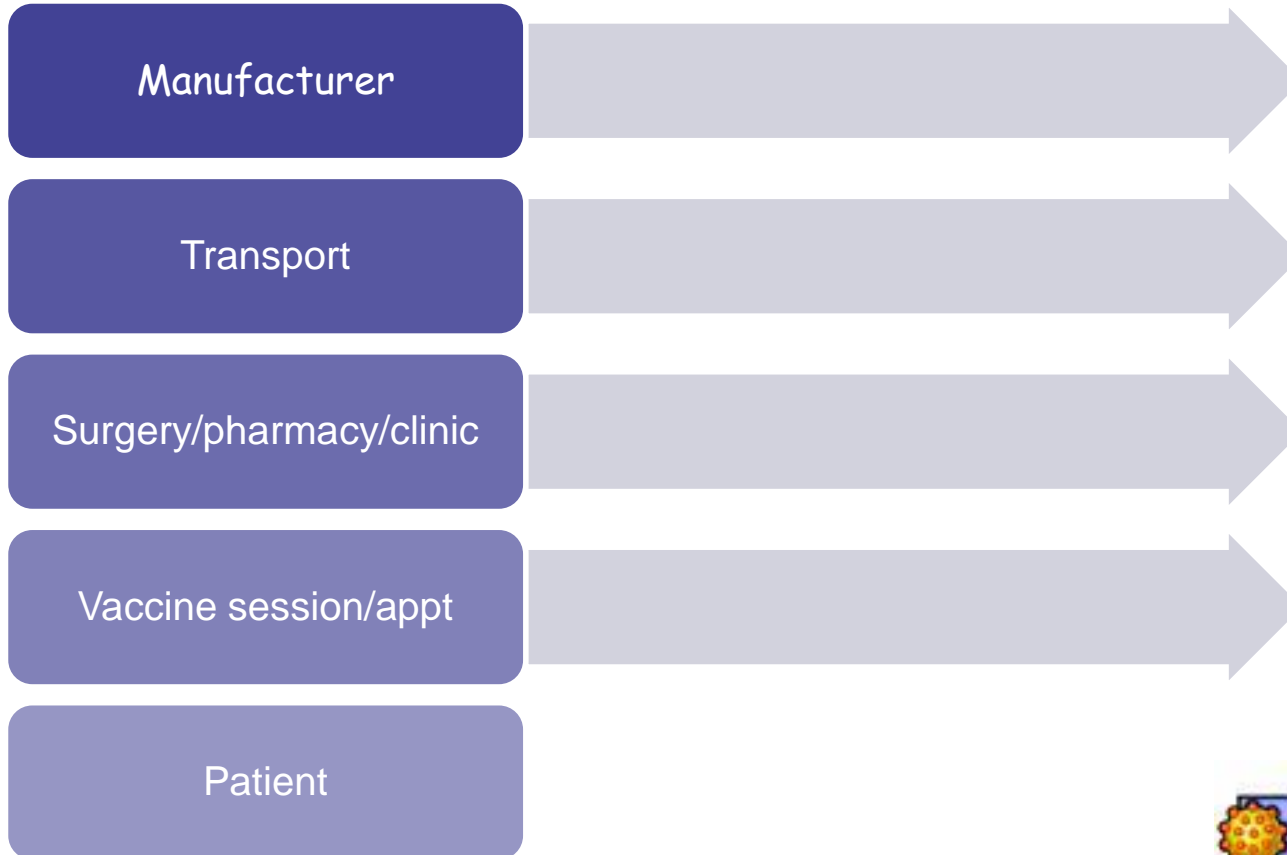 Manufacturer
Transport
Surgery/pharmacy/clinic
Vaccine session/appt
Patient